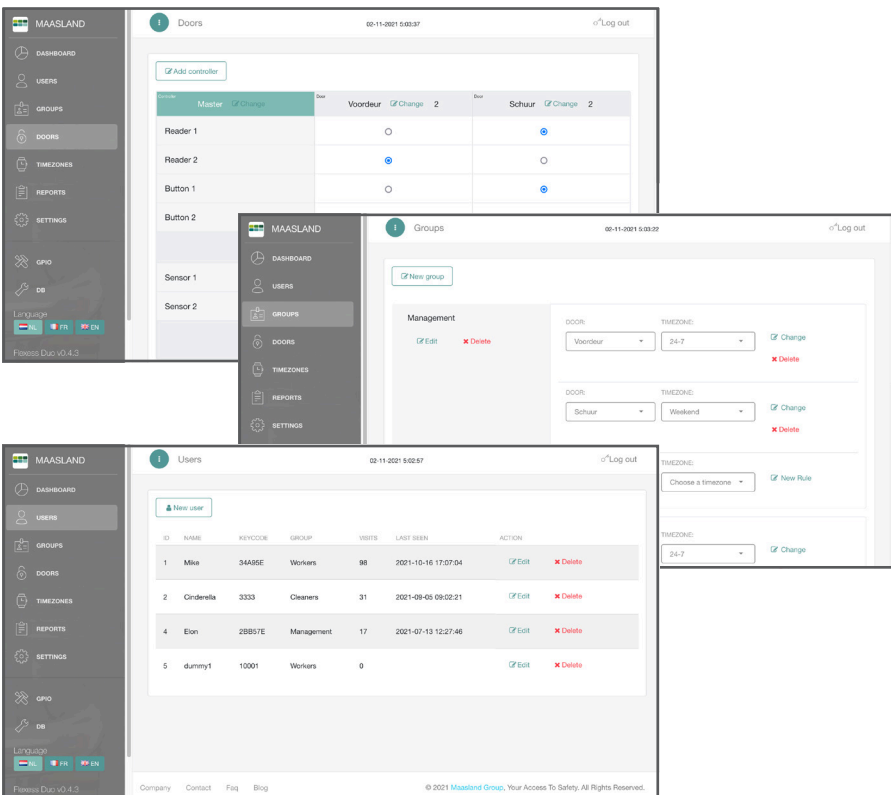 MAASLAND
Doors
02-11-2021 5:03:37
Log out
DASHBOARD
USERS
GROUPS
DOORS
TIMEZONES
REPORTS
SETTINGS
GPIO
DB
Language
NL FR EN
Flexess Duo v0.4.3
Add controller
Controller
Master Change
Door
Voordeur Change 2
Door
Schuur Change 2
Reader 1
Reader 2
Button 1
Button 2
Sensor 1
Sensor 2
MAASLAND
Groups
02-11-2021 5:03:22
Log out
DASHBOARD
USERS
GROUPS
DOORS
TIMEZONES
REPORTS
SETTINGS
New group
Management
Edit Delete
DOOR: TIMEZONE:
Voordeur 24-7 Change
Delete
DOOR: TIMEZONE:
Schuur Weekend Change
Delete
TIMEZONE:
Choose a timezone New Rule
TIMEZONE:
24-7 Change
MAASLAND
Users
02-11-2021 5:02:57
Log out
DASHBOARD
USERS
GROUPS
DOORS
TIMEZONES
REPORTS
SETTINGS
GPIO
DB
Language
NL FR EN
Flexess Duo v0.4.3
New user
ID NAME KEYCODE GROUP VISITS LAST SEEN ACTION
1 Mike 34A95E Workers 98 2021-10-16 17:07:04 Edit Delete
2 Cinderella 3333 Cleaners 31 2021-09-05 09:02:21 Edit Delete
4 Elon 2BB57E Management 17 2021-07-13 12:27:46 Edit Delete
5 dummy1 10001 Workers 0 Edit Delete
Company Contact Faq Blog
© 2021 Maasland Group, Your Access To Safety, All Rights Reserved.